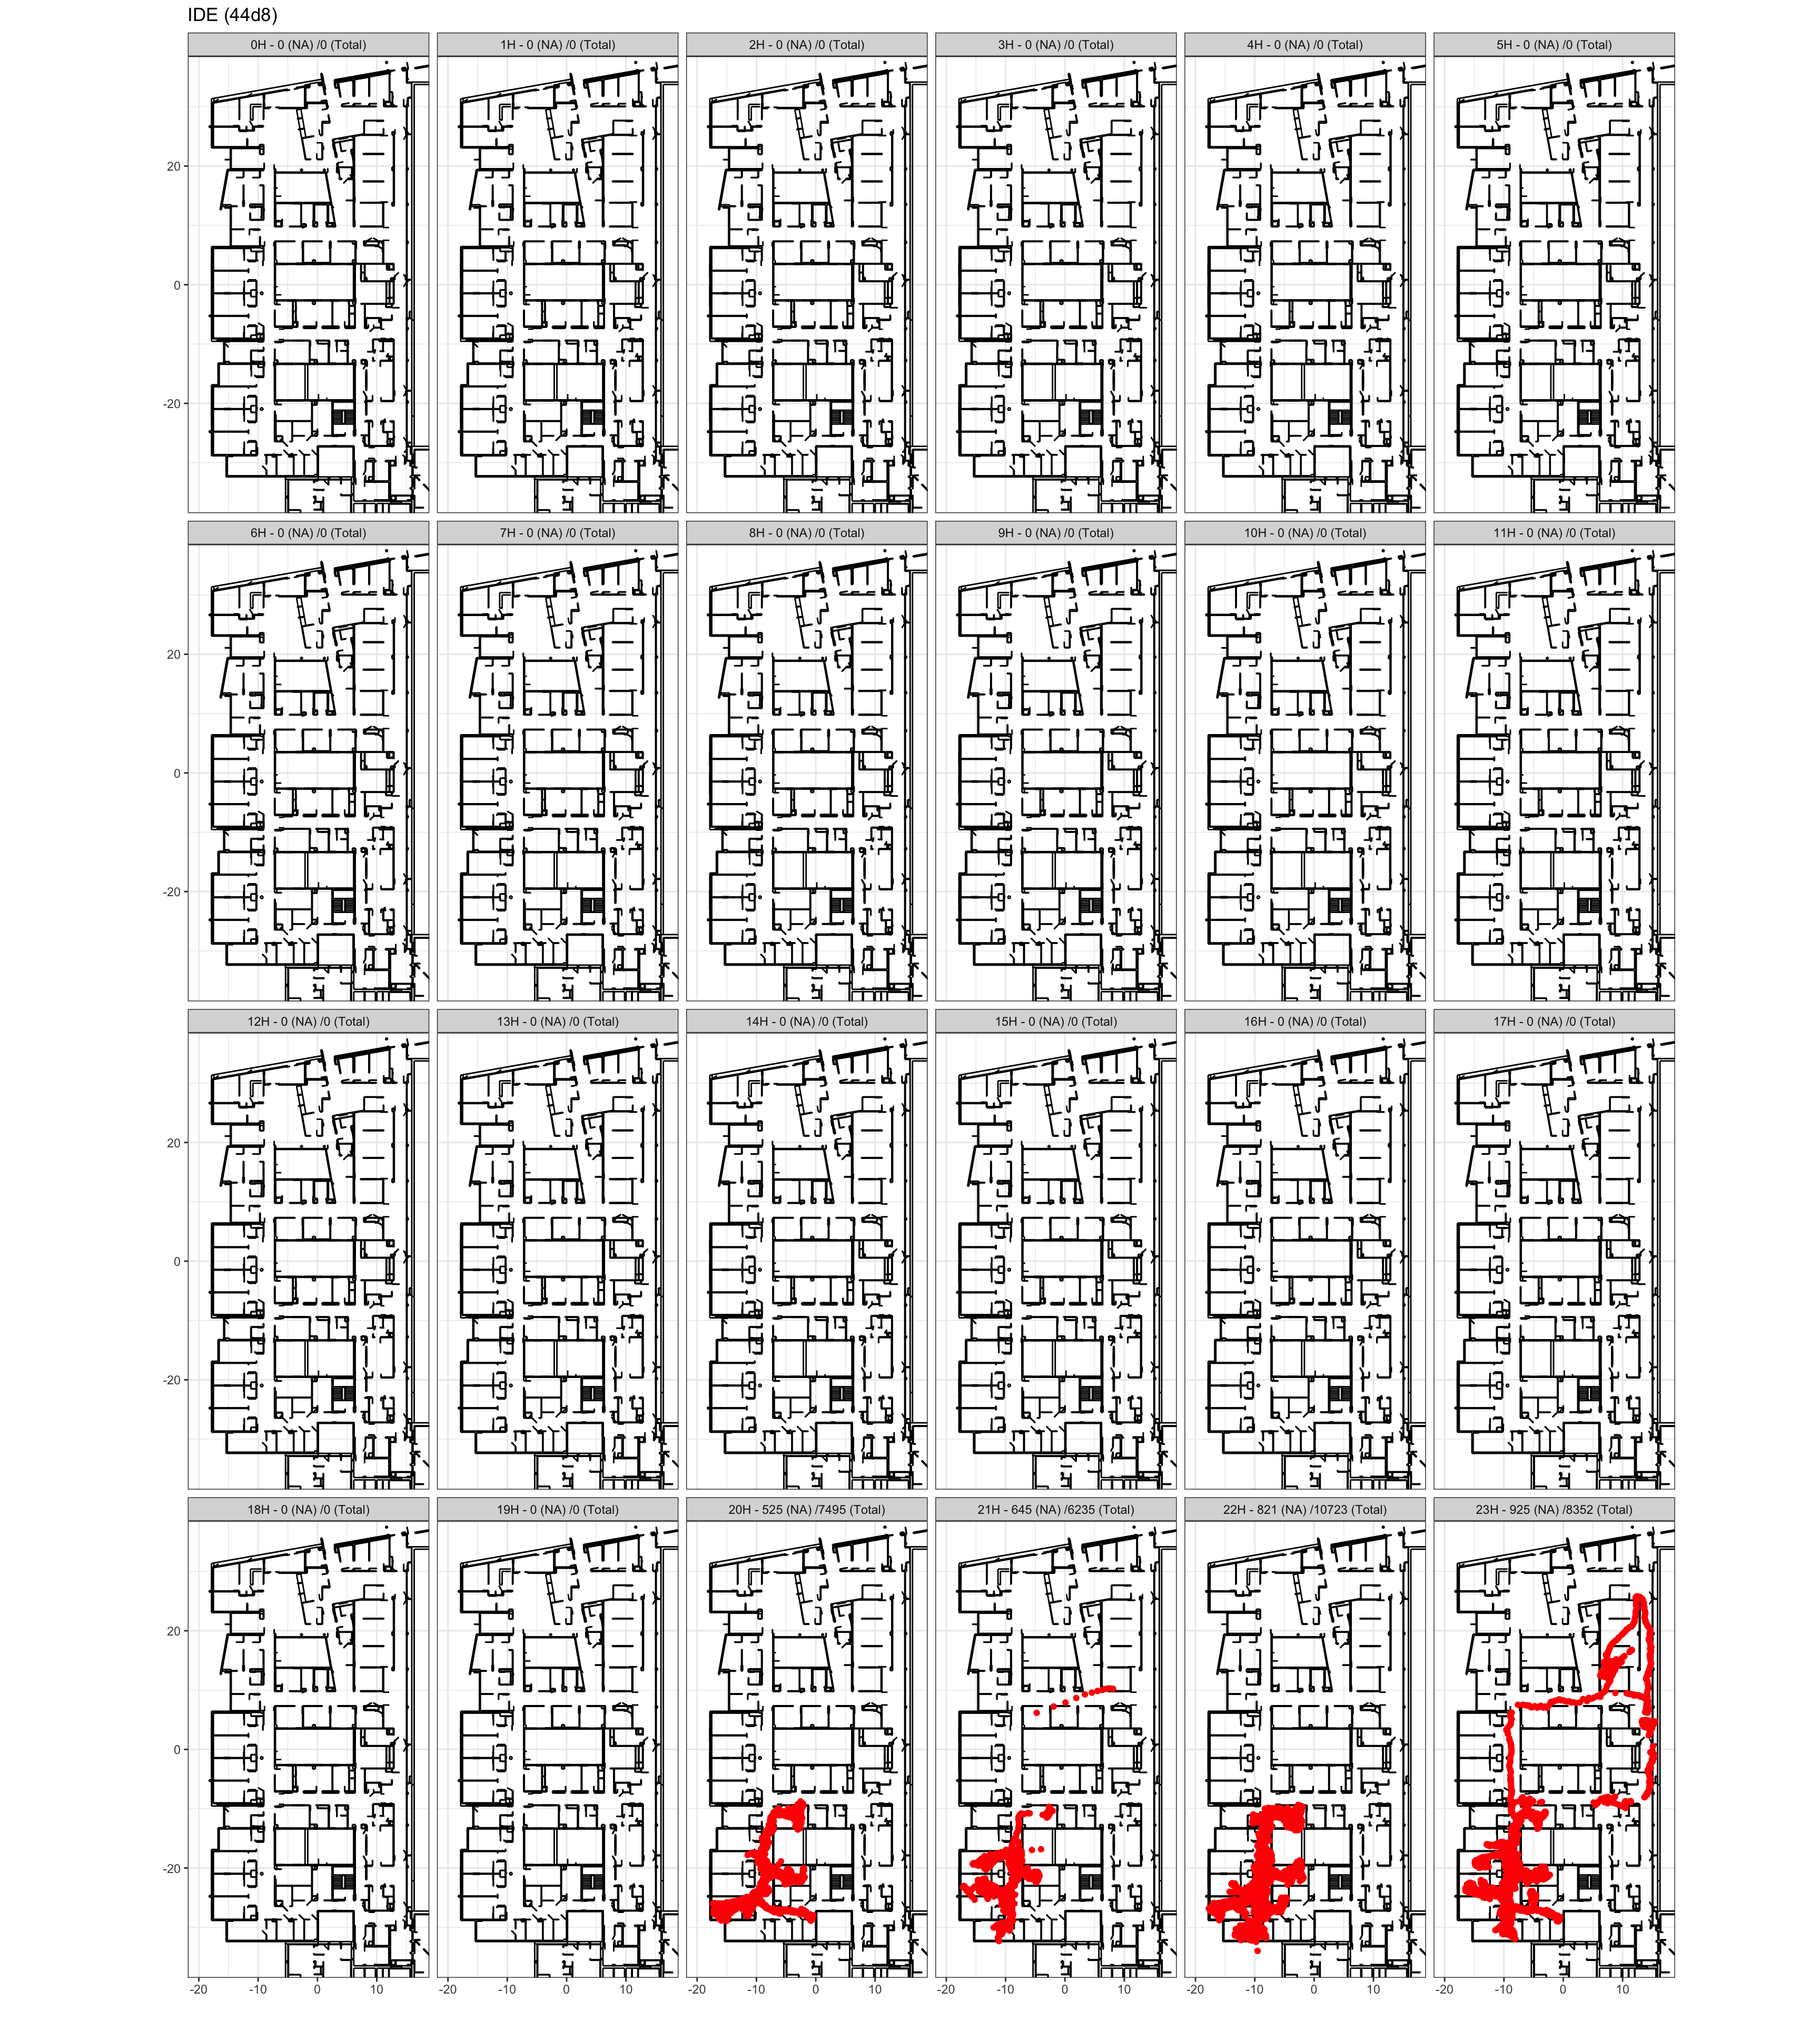 IDE (44d8)
0H - 0 (NA) /0 (Total) 1H - 0 (NA) /0 (Total) 2H - 0 (NA) /0 (Total) 3H - 0 (NA) /0 (Total) 4H - 0 (NA) /0 (Total) 5H - 0 (NA) /0 (Total)
20
0
-20
6H - 0 (NA) /0 (Total) 7H - 0 (NA) /0 (Total) 8H - 0 (NA) /0 (Total) 9H - 0 (NA) /0 (Total) 10H - 0 (NA) /0 (Total) 11H - 0 (NA) /0 (Total)
20
0
-20
12H - 0 (NA) /0 (Total) 13H - 0 (NA) /0 (Total) 14H - 0 (NA) /0 (Total) 15H - 0 (NA) /0 (Total) 16H - 0 (NA) /0 (Total) 17H - 0 (NA) /0 (Total)
20
0
-20
18H - 0 (NA) /0 (Total) 19H - 0 (NA) /0 (Total) 20H - 525 (NA) /7495 (Total) 21H - 645 (NA) /6235 (Total) 22H - 821 (NA) /10723 (Total) 23H - 925 (NA) /8352 (Total)
20
0
-20
-20 -10 0 10 -20 -10 0 10 -20 -10 0 10 -20 -10 0 10 -20 -10 0 10 -20 -10 0 10